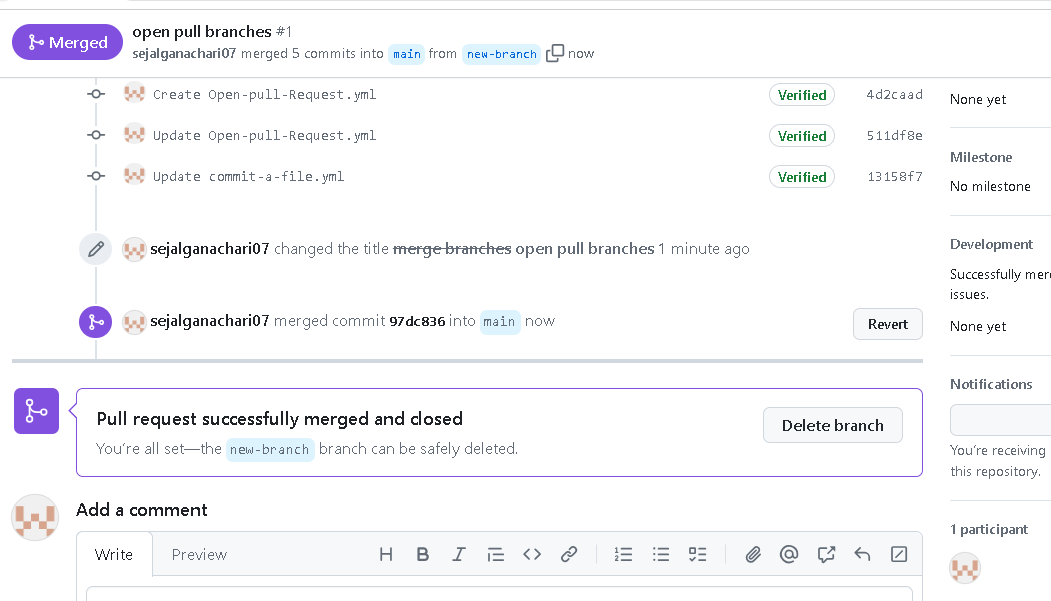 Merged
open pull branches #1
sejalganachari07 merged 5 commits into main from new-branch now
Create Open-pull-Request.yml Verified 4d2caad
Update Open-pull-Request.yml Verified 511df8e
Update commit-a-file.yml Verified 13158f7
sejalganachari07 changed the title merge branches open pull branches 1 minute ago
sejalganachari07 merged commit 97dc836 into main now
Revert
Pull request successfully merged and closed
You're all set—the new-branch branch can be safely deleted.
Delete branch
Add a comment
Write Preview
None yet
Milestone
No milestone
Development
Successfully mer
issues.
None yet
Notifications
You're receiving
this repository.
1 participant